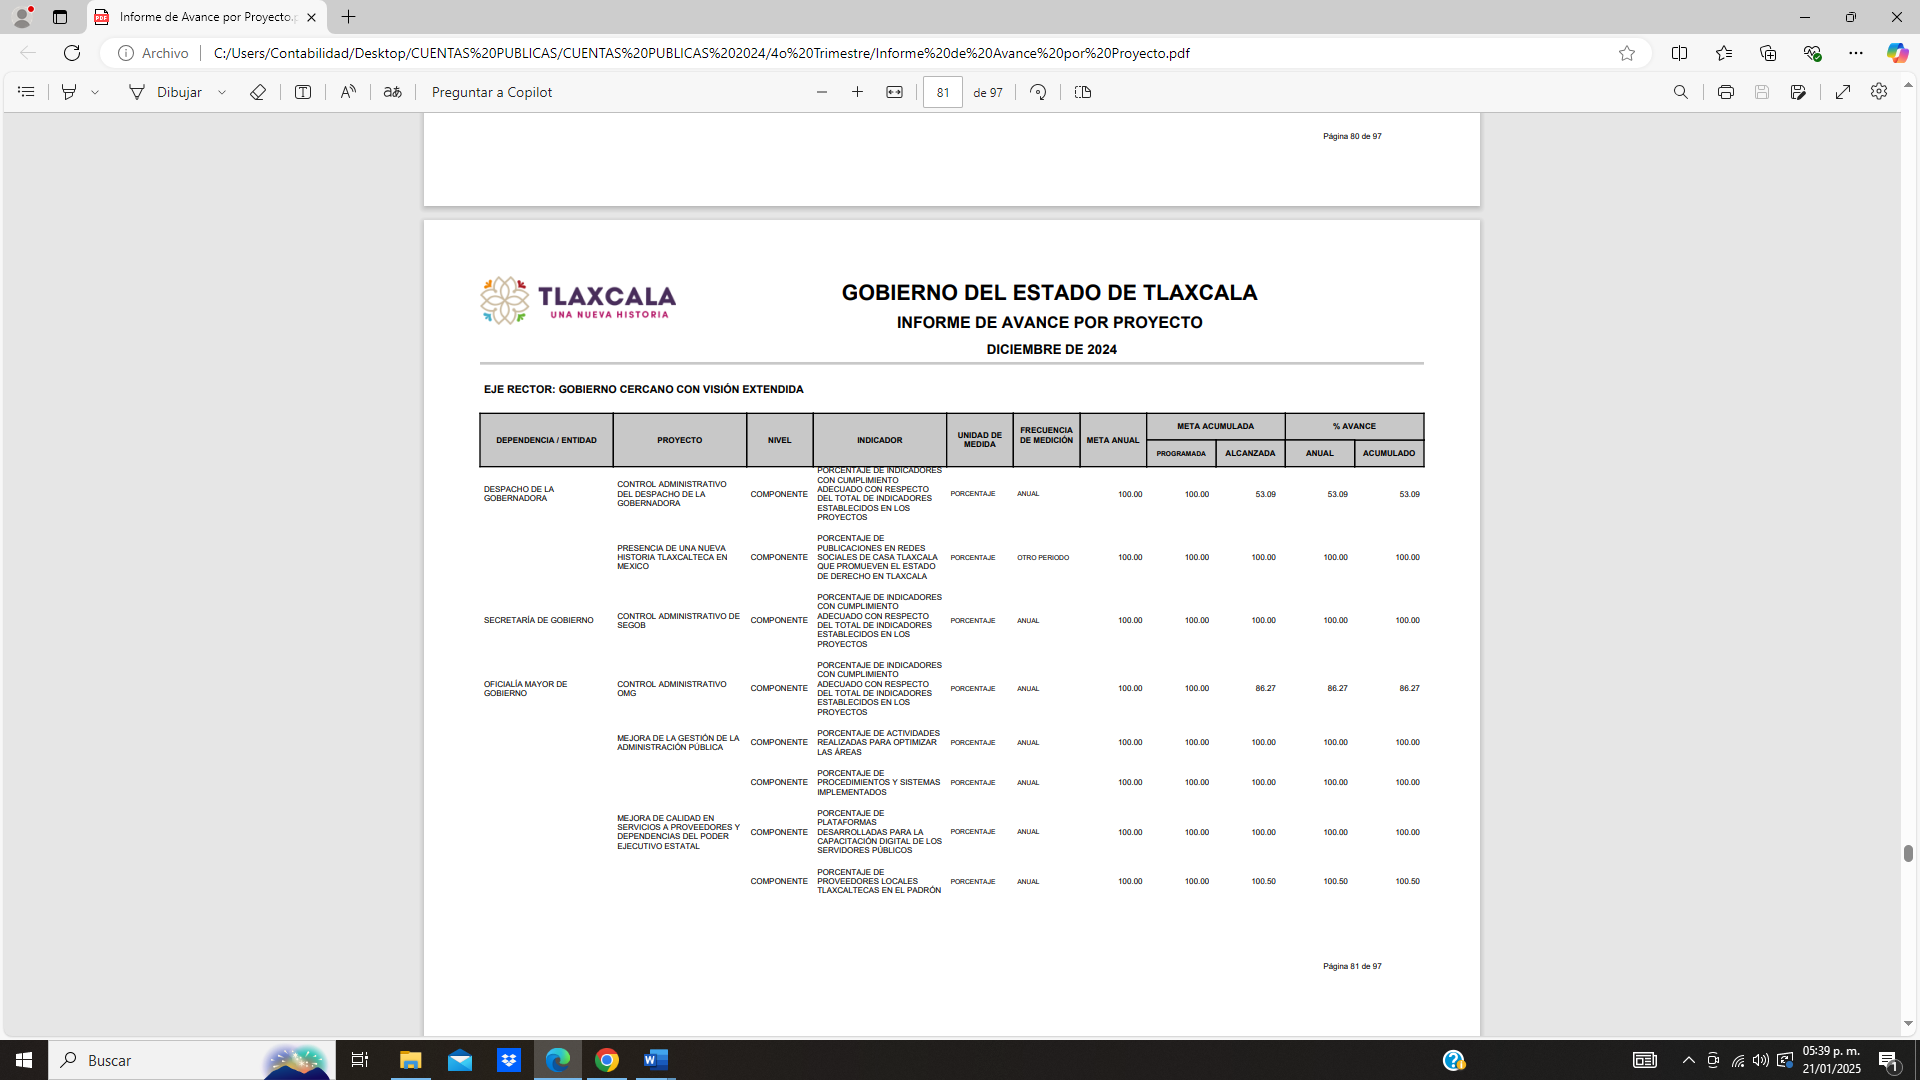 Informe de Avance por Proyecto.p
Archivo
C:/Users/Contabilidad/Desktop/CUENTAS%20PUBLICAS/CUENTAS%20PUBLICAS%202024/4o%20Trimestre/Informe%20de%20Avance%20por%20Proyecto.pdf
Dibujar
Preguntar a Copilot
81 de 97
Página 80 de 97
TLAXCALA
UNA NUEVA HISTORIA
GOBIERNO DEL ESTADO DE TLAXCALA
INFORME DE AVANCE POR PROYECTO
DICIEMBRE DE 2024
EJE RECTOR: GOBIERNO CERCANO CON VISIÓN EXTENDIDA
DEPENDENCIA / ENTIDAD
PROYECTO
NIVEL
INDICADOR
UNIDAD DE
MEDIDA
FRECUENCIA
DE MEDICIÓN
META ANUAL
META ACUMULADA
PROGRAMADA
ALCANZADA
% AVANCE
ANUAL
ACUMULADO
DESPACHO DE LA
GOBERNADORA
CONTROL ADMINISTRATIVO
DEL DESPACHO DE LA
GOBERNADORA
COMPONENTE
PORCENTAJE DE INDICADORES
CON CUMPLIMIENTO
ADECUADO CON RESPECTO
DEL TOTAL DE INDICADORES
ESTABLECIDOS EN LOS
PROYECTOS
PORCENTAJE
ANUAL
100.00
100.00
53.09
53.09
53.09
PRESENCIA DE UNA NUEVA
HISTORIA TLAXCALTECA EN
MEXICO
COMPONENTE
PORCENTAJE DE
PUBLICACIONES EN REDES
SOCIALES DE CASA TLAXCALA
QUE PROMUEVEN EL ESTADO
DE DERECHO EN TLAXCALA
PORCENTAJE
OTRO PERIODO
100.00
100.00
100.00
100.00
100.00
SECRETARÍA DE GOBIERNO
CONTROL ADMINISTRATIVO DE
SEGOB
COMPONENTE
PORCENTAJE DE INDICADORES
CON CUMPLIMIENTO
ADECUADO CON RESPECTO
DEL TOTAL DE INDICADORES
ESTABLECIDOS EN LOS
PROYECTOS
PORCENTAJE
ANUAL
100.00
100.00
100.00
100.00
100.00
OFICIALÍA MAYOR DE
GOBIERNO
CONTROL ADMINISTRATIVO
OMG
COMPONENTE
PORCENTAJE DE INDICADORES
CON CUMPLIMIENTO
ADECUADO CON RESPECTO
DEL TOTAL DE INDICADORES
ESTABLECIDOS EN LOS
PROYECTOS
PORCENTAJE
ANUAL
100.00
100.00
86.27
86.27
86.27
MEJORA DE LA GESTIÓN DE LA
ADMINISTRACIÓN PÚBLICA
COMPONENTE
PORCENTAJE DE ACTIVIDADES
REALIZADAS PARA OPTIMIZAR
LAS ÁREAS
PORCENTAJE
ANUAL
100.00
100.00
100.00
100.00
100.00
COMPONENTE
PORCENTAJE DE
PROCEDIMIENTOS Y SISTEMAS
IMPLEMENTADOS
PORCENTAJE
ANUAL
100.00
100.00
100.00
100.00
100.00
MEJORA DE CALIDAD EN
SERVICIOS A PROVEEDORES Y
DEPENDENCIAS DEL PODER
EJECUTIVO ESTATAL
COMPONENTE
PORCENTAJE DE
PLATAFORMAS
DESARROLLADAS PARA LA
CAPACITACIÓN DIGITAL DE LOS
SERVIDORES PÚBLICOS
PORCENTAJE
ANUAL
100.00
100.00
100.00
100.00
100.00
COMPONENTE
PORCENTAJE DE
PROVEEDORES LOCALES
TLAXCALTECAS EN EL PADRÓN
PORCENTAJE
ANUAL
100.00
100.00
100.50
100.50
100.50
Página 81 de 97
Buscar
05:39 p. m.
21/01/2025
1